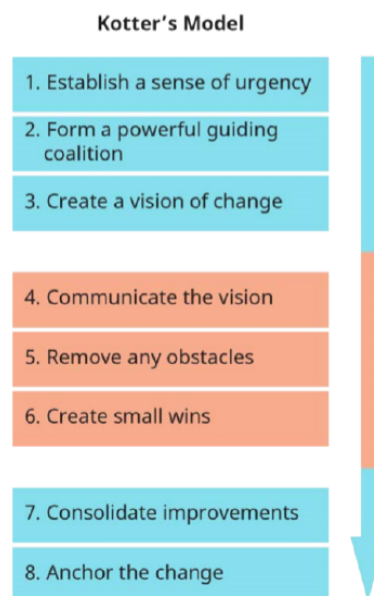 Kotter's Model
1. Establish a sense of urgency
2. Form a powerful guiding
coalition
3. Create a vision of change
4. Communicate the vision
5. Remove any obstacles
6. Create small wins
7. Consolidate improvements
8. Anchor the change